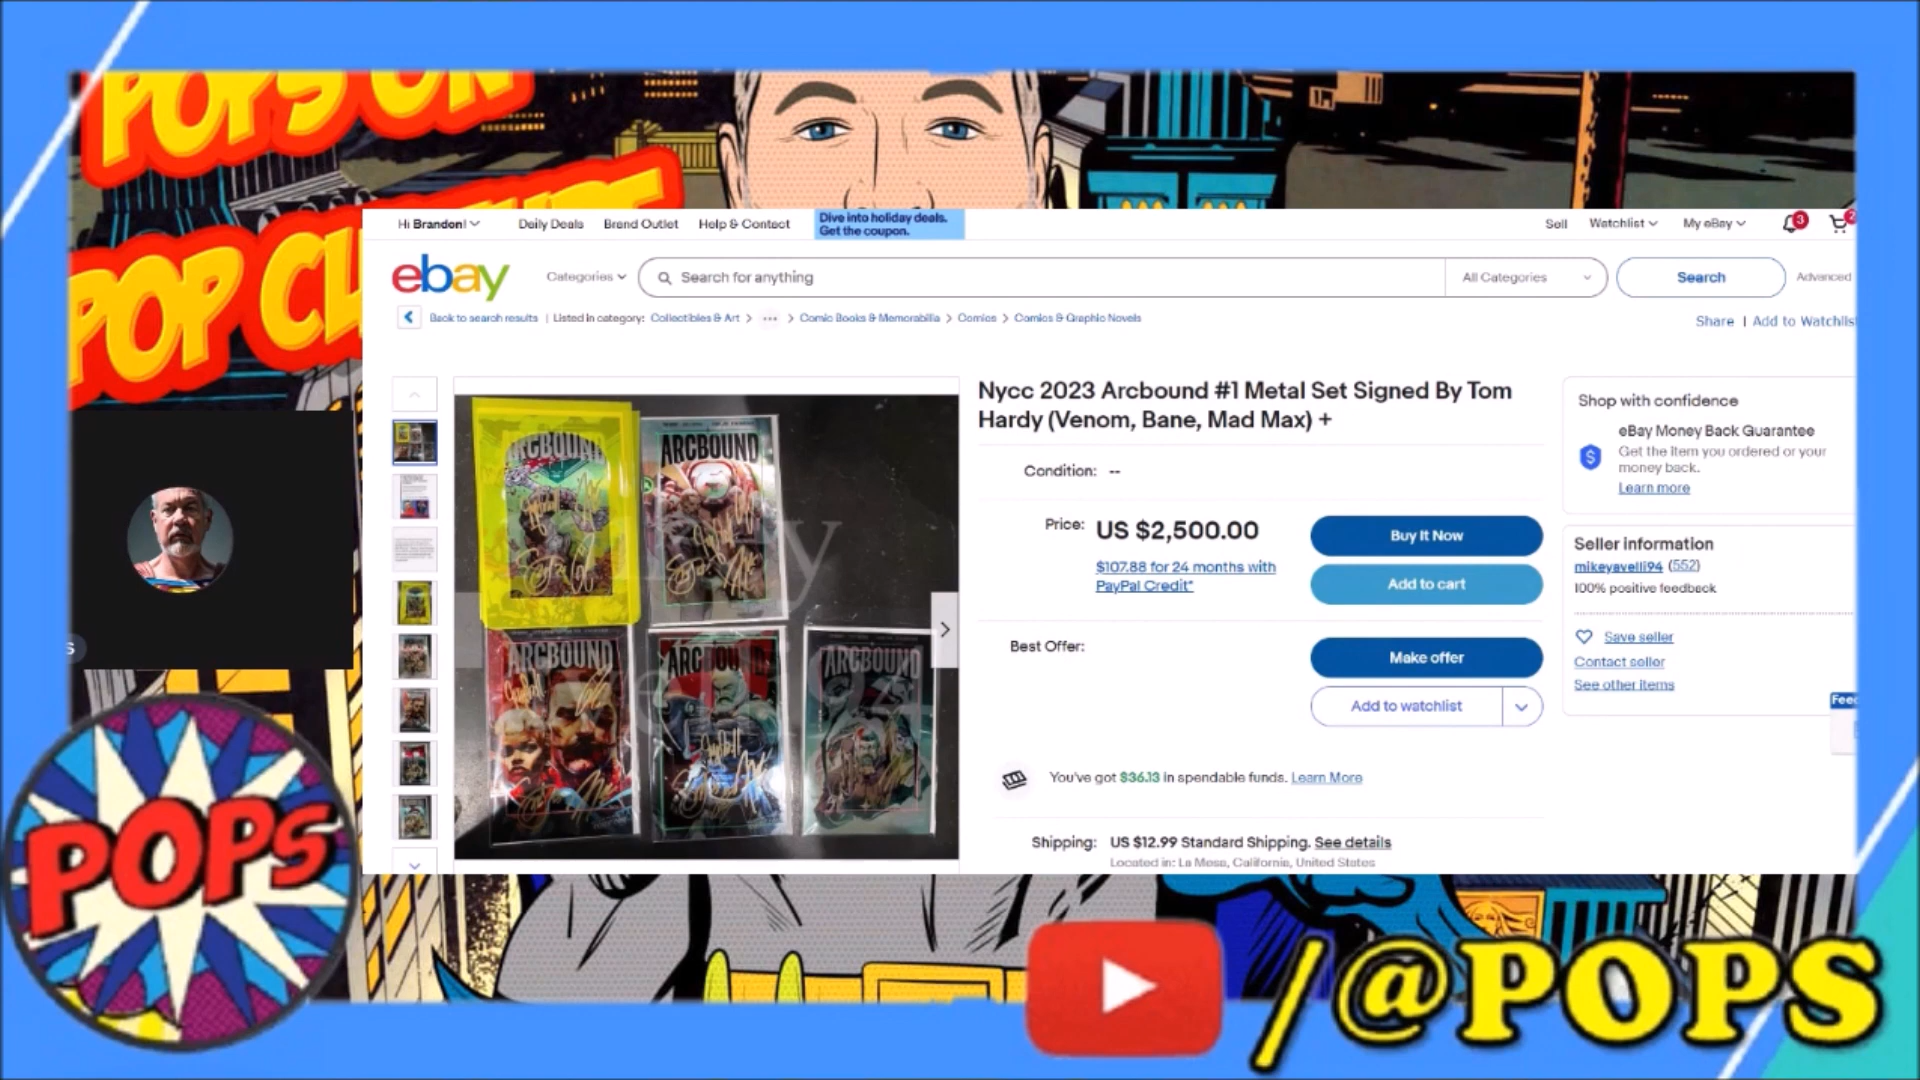 POPS ON
POP CL
Hi Brandon!
Daily Deals
Brand Outlet
Help & Contact
Dive into holiday deals.
Get the coupon.
Sell
Watchlist
My eBay
3
2
ebay
Categories
Search for anything
All Categories
Search
Advanced
Back to search results | Listed in category: Collectibles & Art > ... > Comic Books & Memorabilia > Comics > Comics & Graphic Novels
Share | Add to Watchlist
Nycc 2023 Arcbound #1 Metal Set Signed By Tom
Hardy (Venom, Bane, Mad Max) +
Condition: --
Price: US $2,500.00
$107.88 for 24 months with
PayPal Credit*
Buy It Now
Add to cart
Best Offer:
Make offer
Add to watchlist
You've got $36.13 in spendable funds. Learn More
Shipping: US $12.99 Standard Shipping. See details
Located in: La Mesa, California, United States
Shop with confidence
eBay Money Back Guarantee
Get the item you ordered or your
money back.
Learn more
Seller information
mikeyavelli94 (552)
100% positive feedback
Save seller
Contact seller
See other items
Feed
ARCBOUND
ARCBOUND
ARCBOUND
ARCBOUND
ARCBOUND
S
POPS
/@POPS